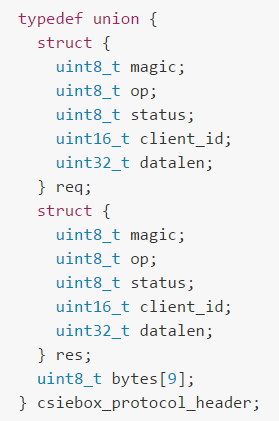 typedef union {
  struct {
    uint8_t magic;
    uint8_t op;
    uint8_t status;
    uint16_t client_id;
    uint32_t datalen;
  } req;
  struct {
    uint8_t magic;
    uint8_t op;
    uint8_t status;
    uint16_t client_id;
    uint32_t datalen;
  } res;
  uint8_t bytes[9];
} csiebox_protocol_header;